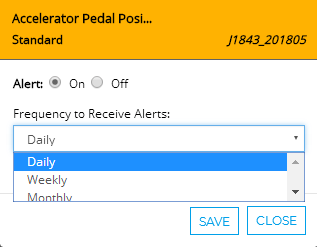 Accelerator Pedal Posi...
Standard J1843_201805
Alert: On Off
Frequency to Receive Alerts:
Daily
Daily
Weekly
Monthly
SAVE CLOSE